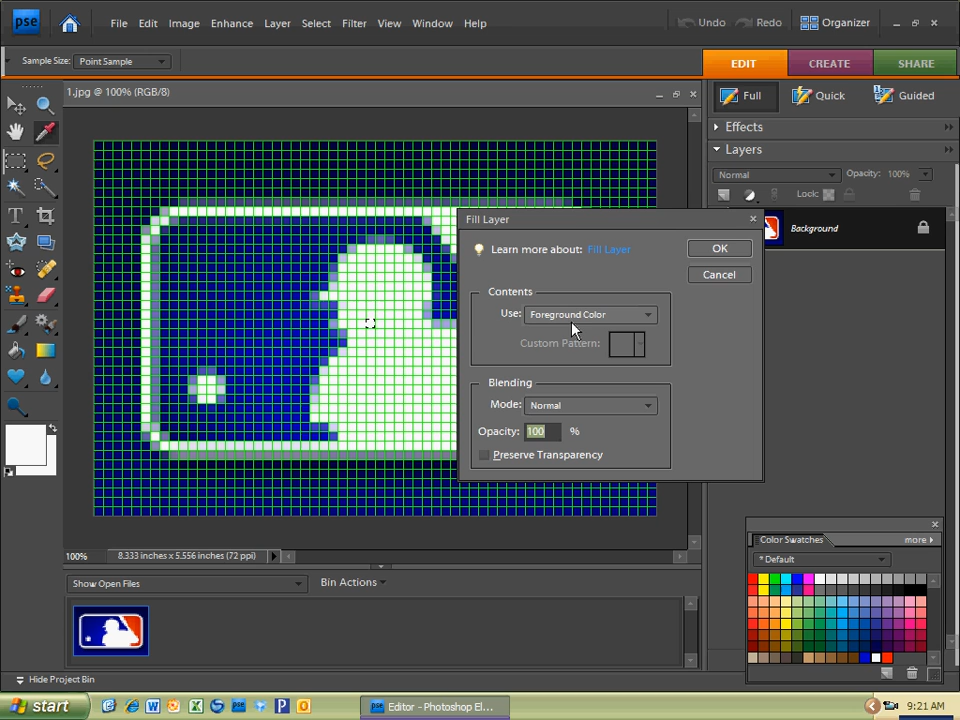 pse
File Edit Image Enhance Layer Select Filter View Window Help
Undo Redo Organizer
Sample Size: Point Sample
EDIT CREATE SHARE
1.jpg @ 100% (RGB/8)
Full Quick Guided
Effects
Layers
Normal Opacity: 100%
Lock:
Background
Fill Layer
Learn more about: Fill Layer
OK
Cancel
Contents
Use: Foreground Color
Custom Pattern:
Blending
Mode: Normal
Opacity: 100 %
Preserve Transparency
100% 8.333 inches x 5.556 inches (72 ppi)
Show Open Files Bin Actions
Color Swatches more
* Default
Hide Project Bin
start
Editor - Photoshop El...
9:21 AM